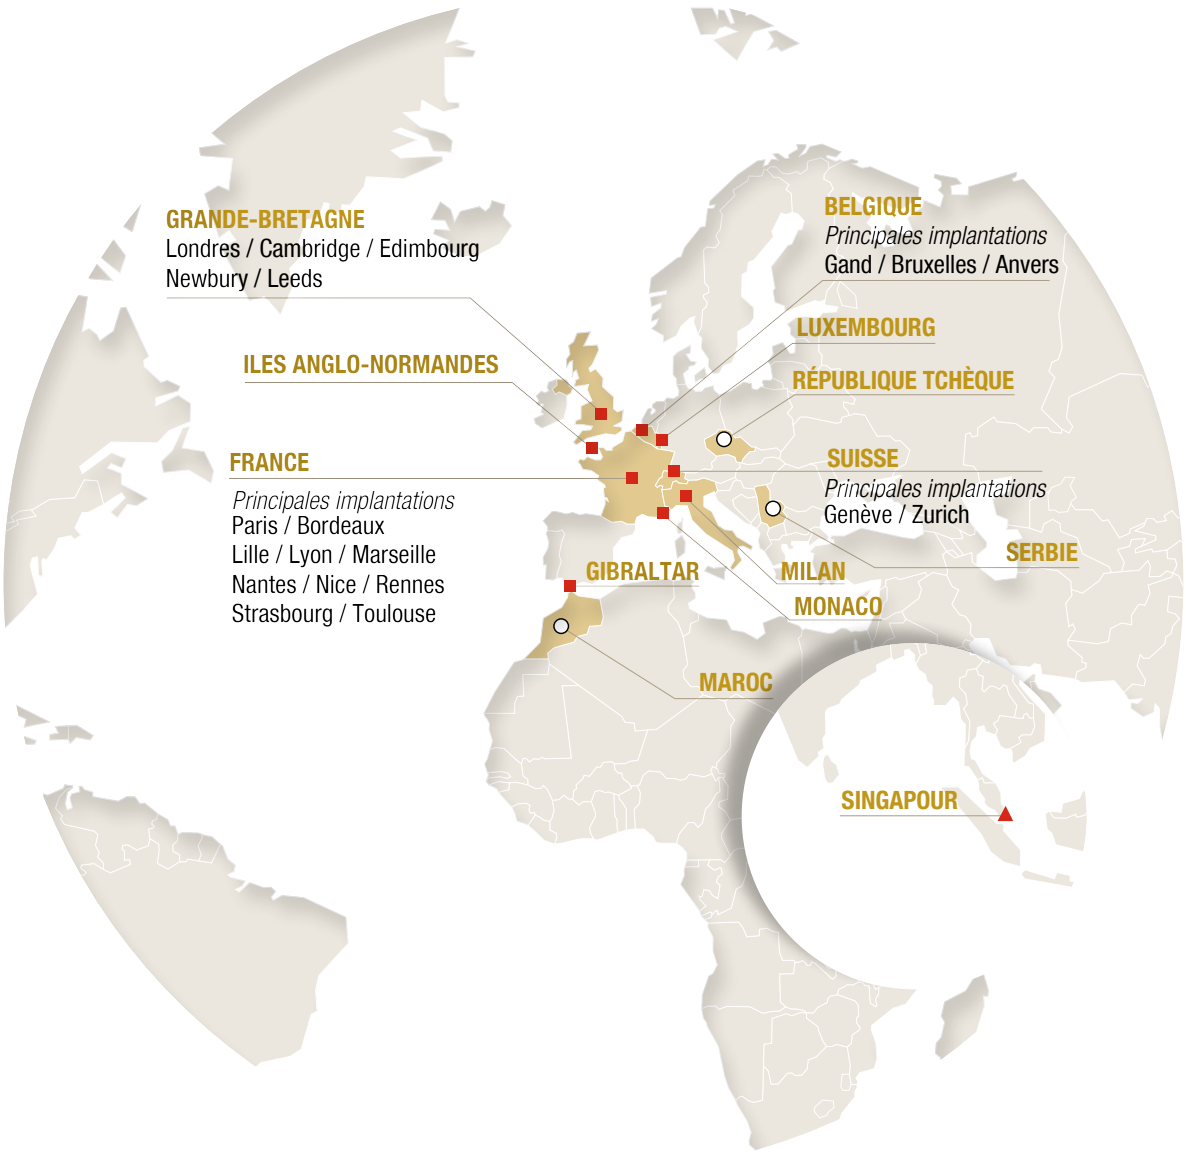 GRANDE-BRETAGNE
Londres / Cambridge / Edimbourg
Newbury / Leeds
ILES ANGLO-NORMANDES
FRANCE
Principales implantations
Paris / Bordeaux
Lille / Lyon / Marseille
Nantes / Nice / Rennes
Strasbourg / Toulouse
BELGIQUE
Principales implantations
Gand / Bruxelles / Anvers
LUXEMBOURG
RÉPUBLIQUE TCHÈQUE
SUISSE
Principales implantations
Genève / Zurich
SERBIE
GIBRALTAR
MILAN
MONACO
MAROC
SINGAPOUR